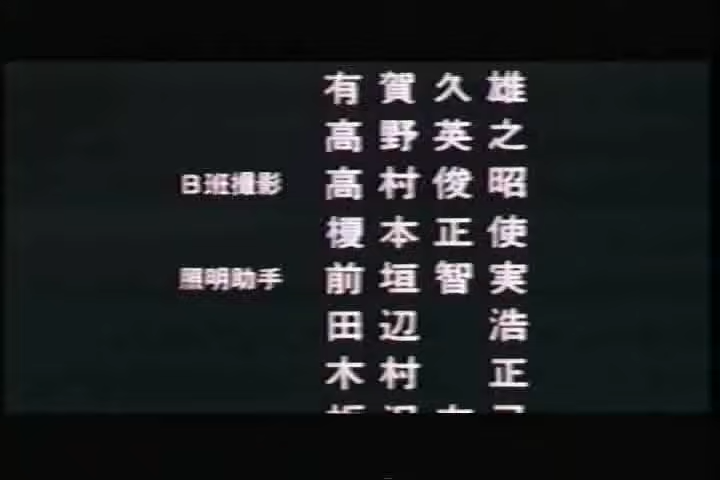 有賀久雄
高野英之
B班撮影 高村俊昭
榎本正使
照明助手 前垣智実
田辺 浩
木村 正